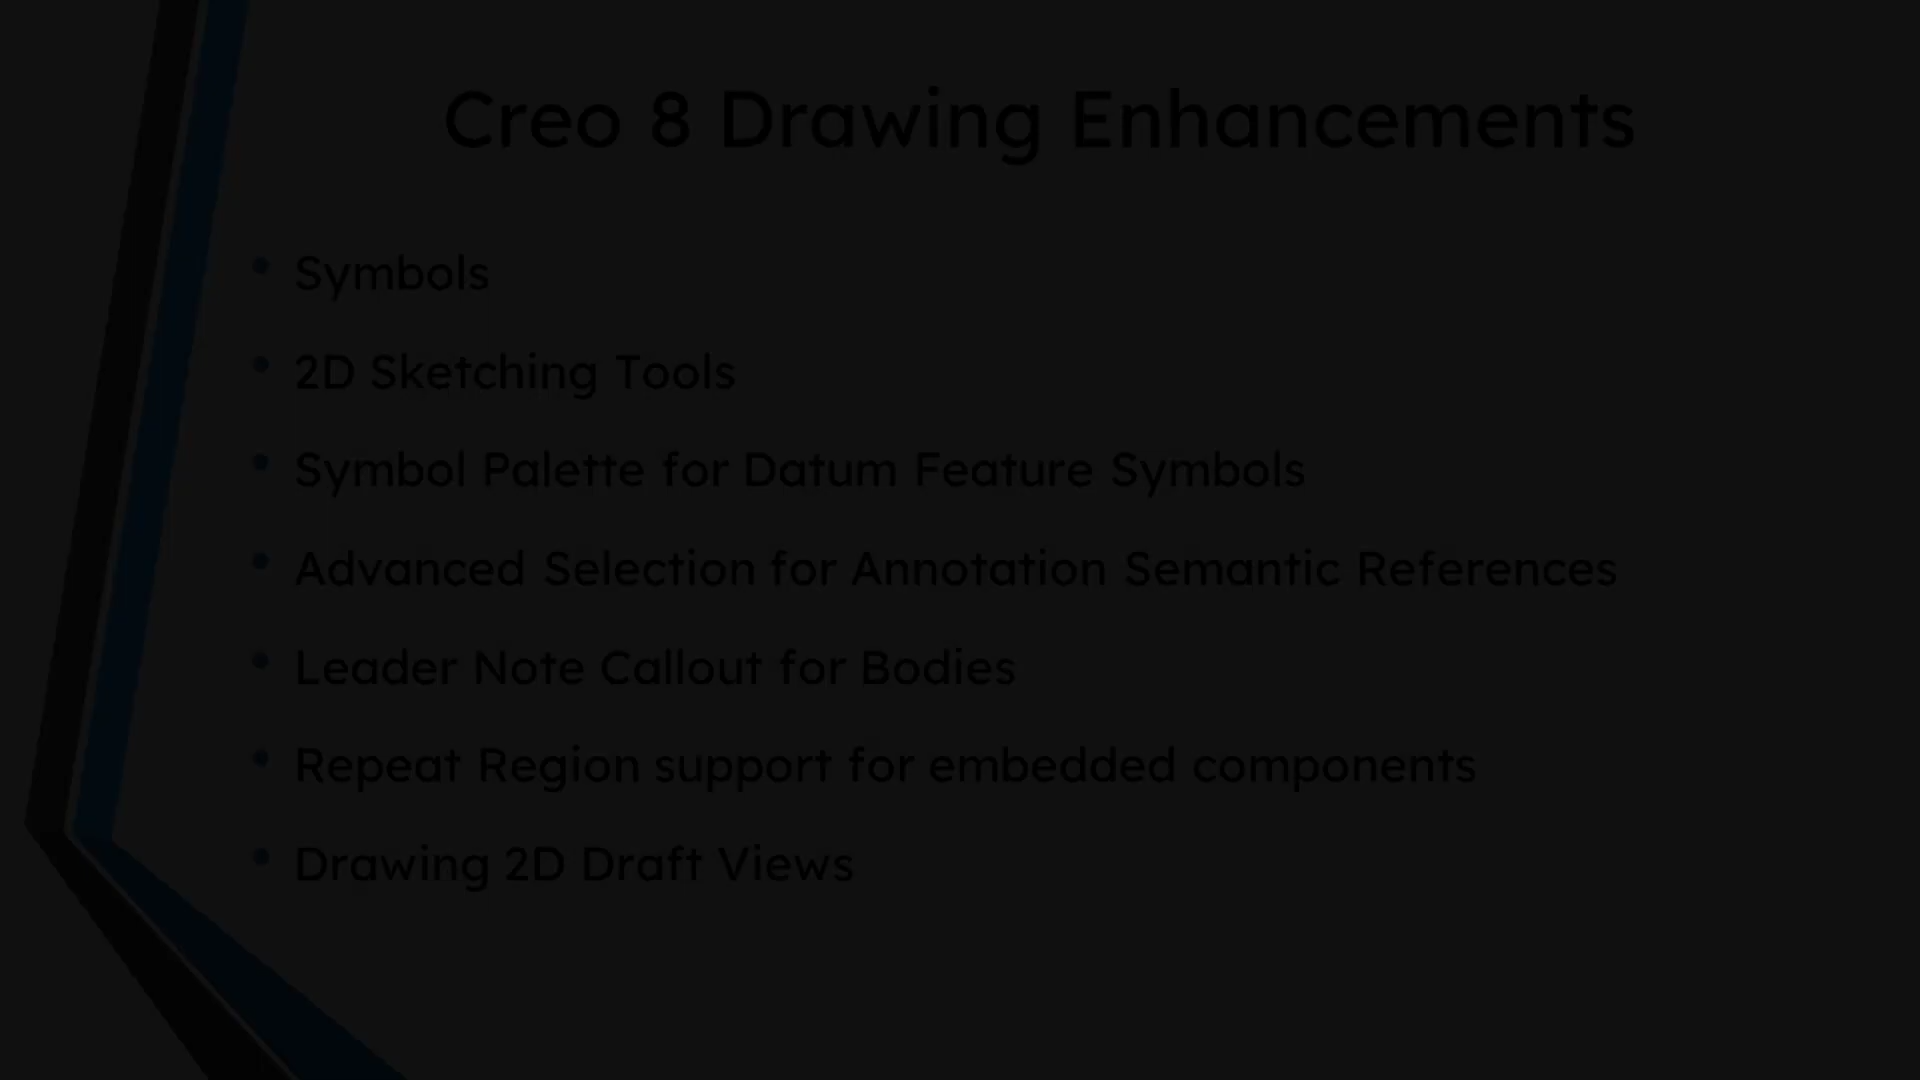 Creo 8 Drawing Enhancements
Symbols
2D Sketching Tools
Symbol Palette for Datum Feature Symbols
Advanced Selection for Annotation Semantic References
Leader Note Callout for Bodies
Repeat Region support for embedded components
Drawing 2D Draft Views